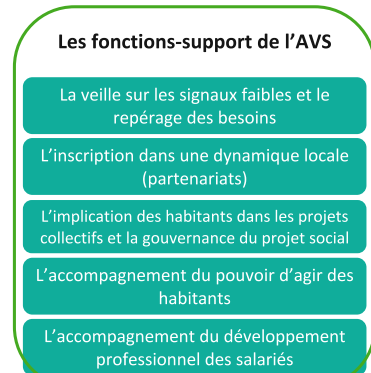 Les fonctions-support de l’AVS
La veille sur les signaux faibles et le
repérage des besoins
L’inscription dans une dynamique locale
(partenariats)
L’implication des habitants dans les projets
collectifs et la gouvernance du projet social
L’accompagnement du pouvoir d’agir des
habitants
L’accompagnement du développement
professionnel des salariés